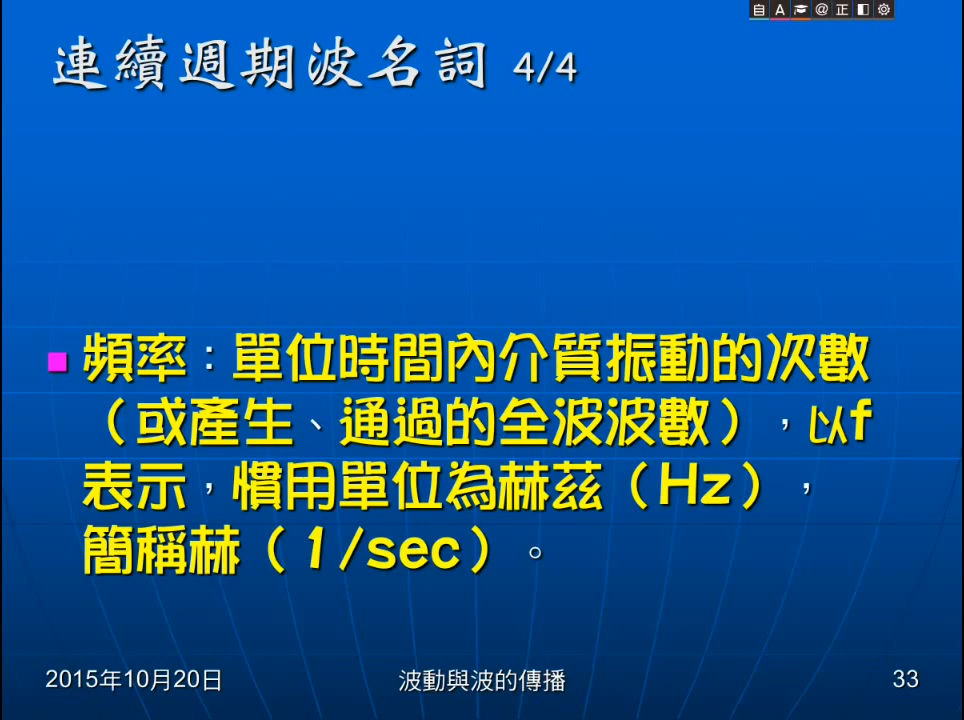 自 A @ 正
連續週期波名詞 4/4
頻率：單位時間內介質振動的次數
（或產生、通過的全波波數），以f
表示，慣用單位為赫茲（Hz），
簡稱赫（1/sec）。
2015年10月20日 波動與波的傳播 33